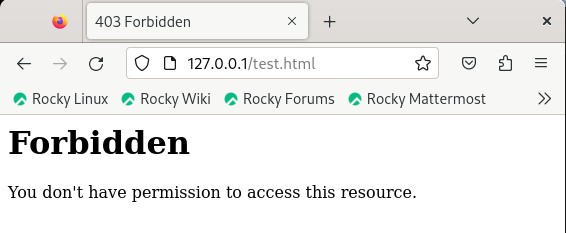 403 Forbidden
127.0.0.1/test.html
Rocky Linux Rocky Wiki Rocky Forums Rocky Mattermost
Forbidden
You don't have permission to access this resource.